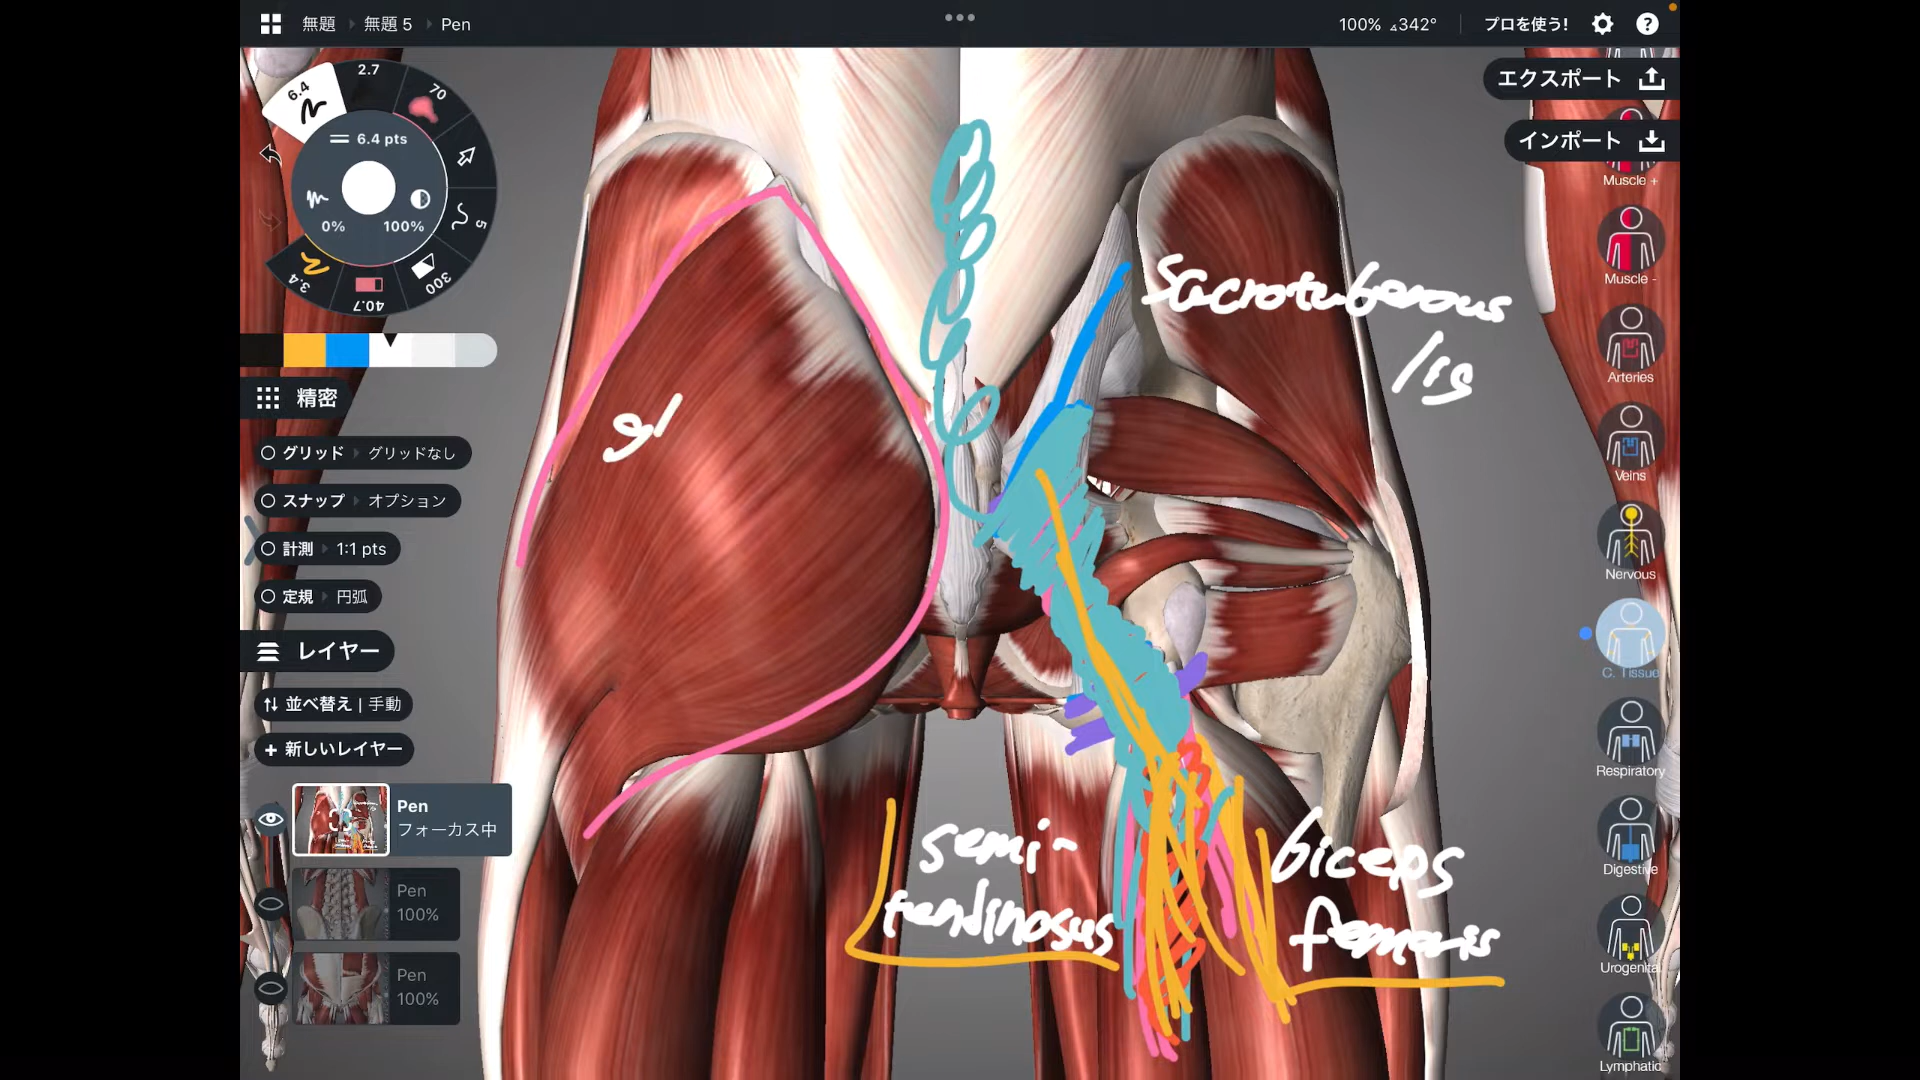 無題 無題 5 Pen
100% ⊿342° プロを使う! ?
エクスポート
インポート
2.7
6.4
70
6.4 pts
0% 100%
5
3.4
40.7
300
精密
グリッド グリッドなし
スナップ オプション
計測 1:1 pts
定規 円弧
レイヤー
並べ替え | 手動
+ 新しいレイヤー
Pen
フォーカス中
Pen
100%
Pen
100%
gl
Sacrotuberous
lig
semi-
tendinosus
biceps
femoris
Muscle +
Muscle -
Arteries
Veins
Nervous
C. Tissue
Respiratory
Digestive
Urogenital
Lymphatic